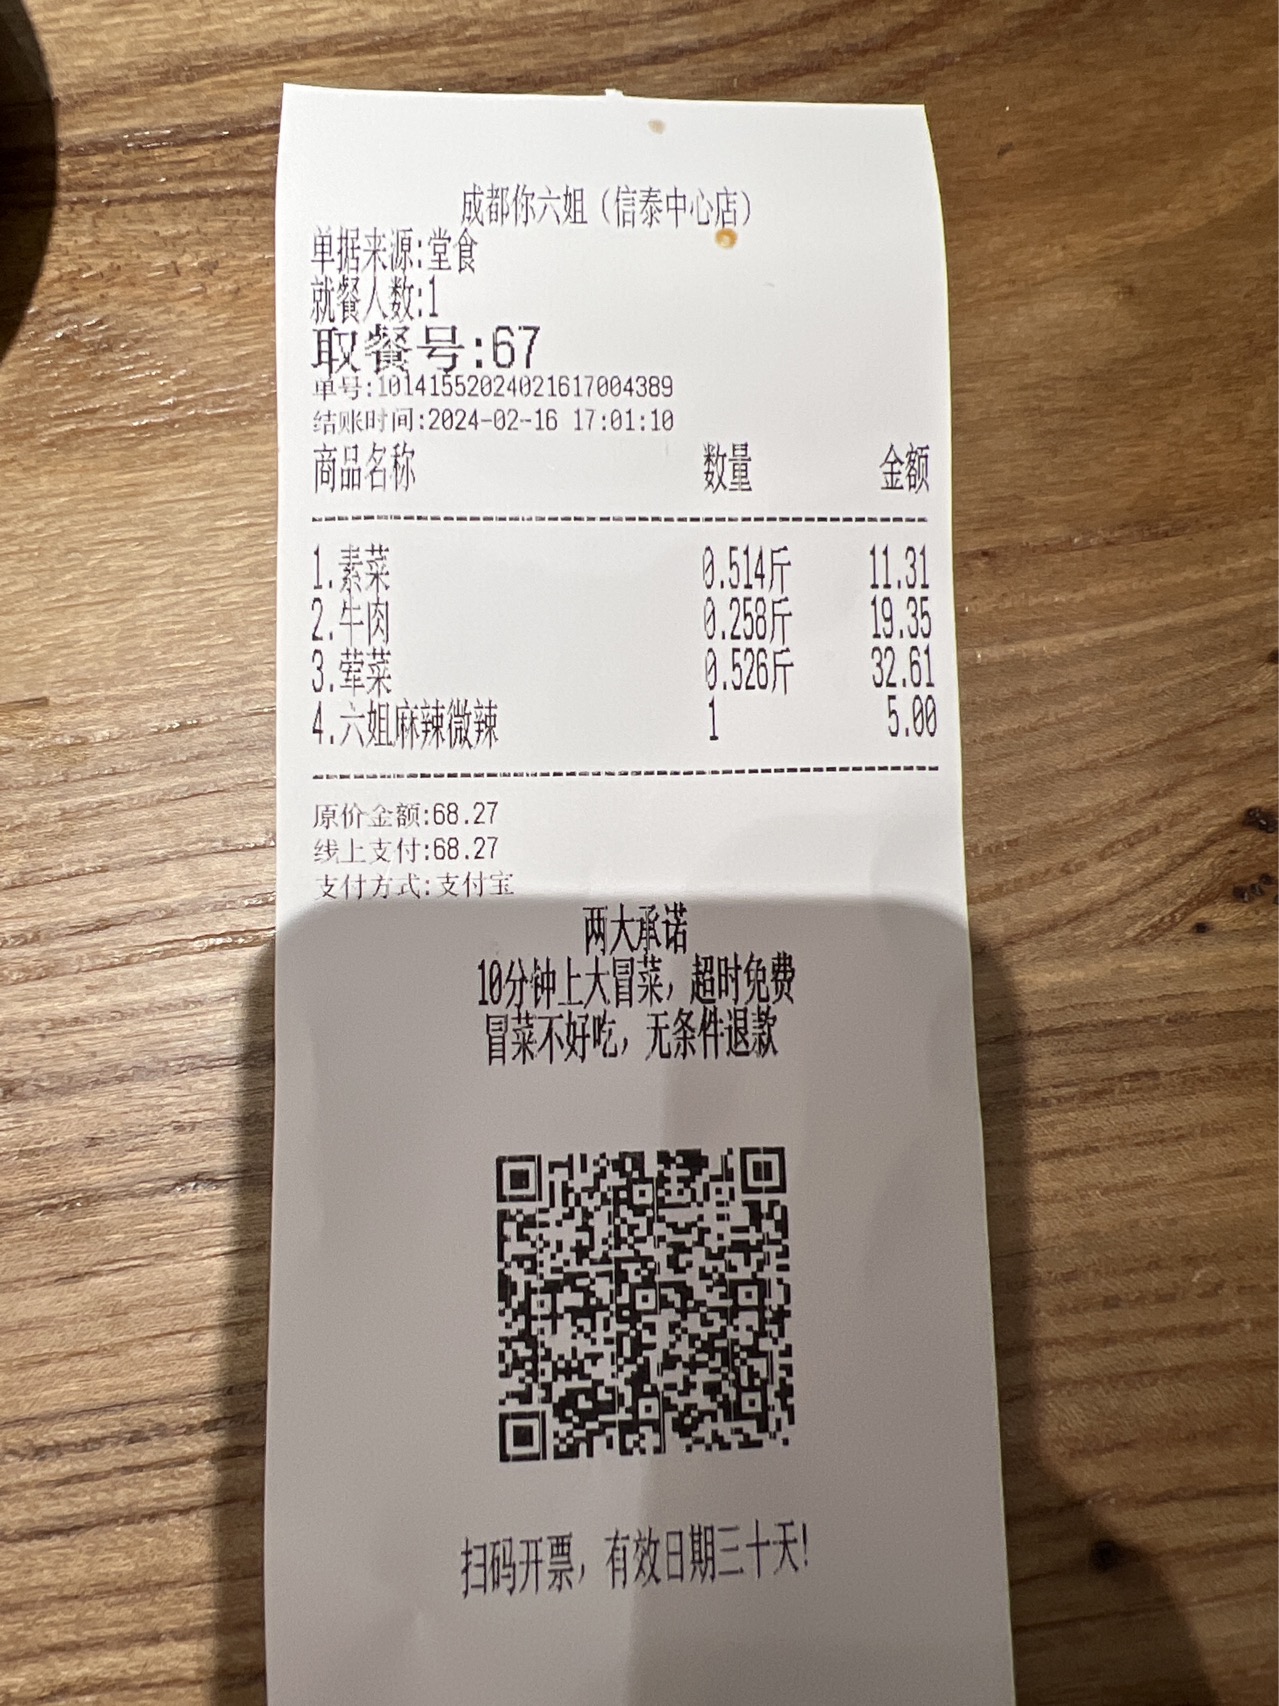 成都你六姐（信泰中心店）
单据来源:堂食
就餐人数:1
取餐号:67
单号:10141552024021617004389
结账时间:2024-02-16 17:01:10
商品名称 数量 金额
1.素菜 0.514斤 11.31
2.牛肉 0.258斤 19.35
3.荤菜 0.526斤 32.61
4.六姐麻辣微辣 1 5.00
原价金额:68.27
线上支付:68.27
支付方式:支付宝
两大承诺
10分钟上大冒菜，超时免费
冒菜不好吃，无条件退款
扫码开票，有效日期三十天!